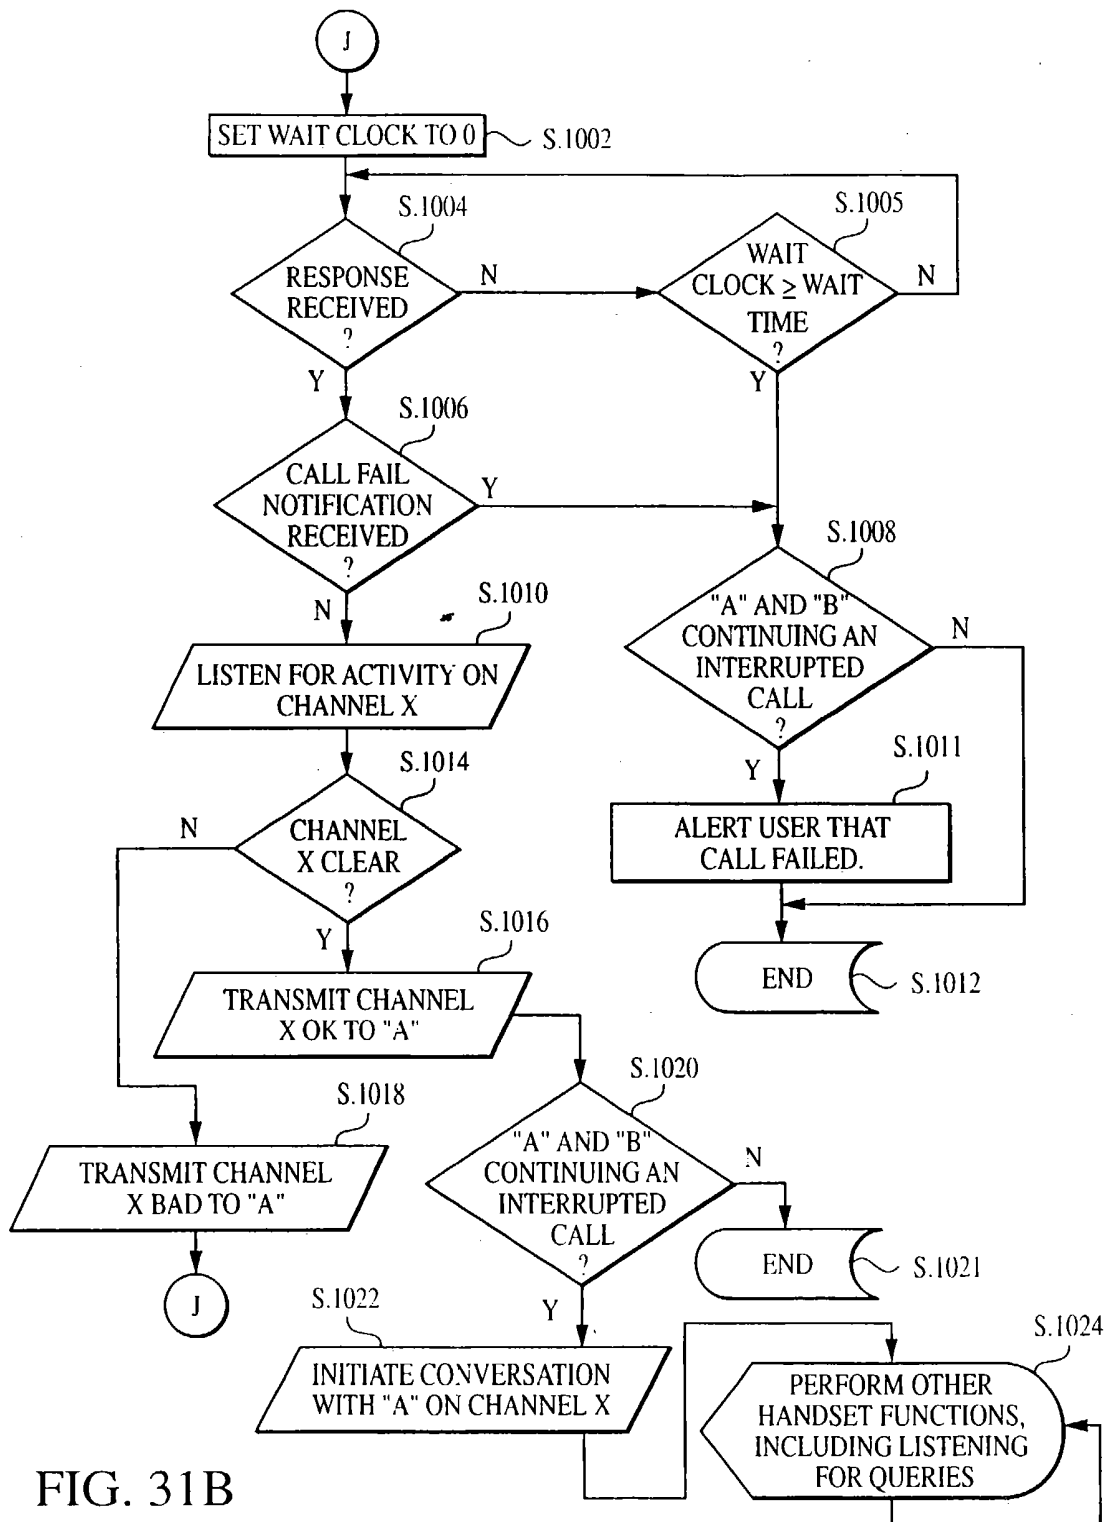 J
SET WAIT CLOCK TO 0
S.1002
S.1004
RESPONSE
RECEIVED
?
N
Y
S.1005
WAIT
CLOCK ≥ WAIT
TIME
?
N
Y
S.1006
CALL FAIL
NOTIFICATION
RECEIVED
?
Y
N
S.1008
"A" AND "B"
CONTINUING AN
INTERRUPTED
CALL
?
N
Y
S.1010
LISTEN FOR ACTIVITY ON
CHANNEL X
S.1011
ALERT USER THAT
CALL FAILED.
S.1014
CHANNEL
X CLEAR
?
N
Y
END
S.1012
S.1016
TRANSMIT CHANNEL
X OK TO "A"
S.1018
TRANSMIT CHANNEL
X BAD TO "A"
J
S.1020
"A" AND "B"
CONTINUING AN
INTERRUPTED
CALL
?
N
Y
END
S.1021
S.1022
INITIATE CONVERSATION
WITH "A" ON CHANNEL X
S.1024
PERFORM OTHER
HANDSET FUNCTIONS,
INCLUDING LISTENING
FOR QUERIES
FIG. 31B